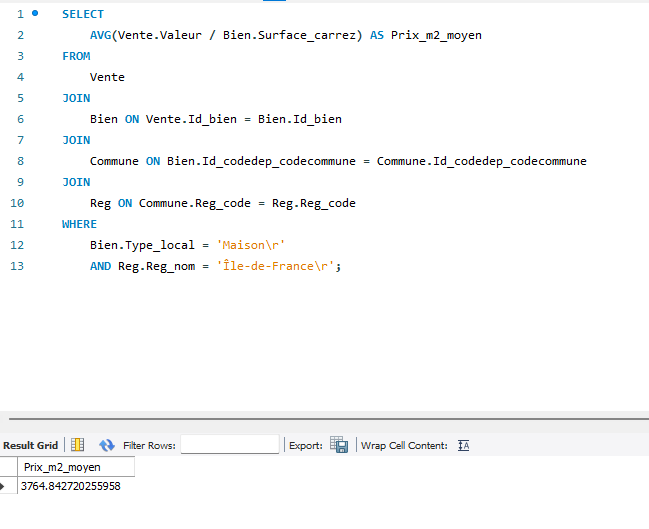 1 SELECT
2 AVG(Vente.Valeur / Bien.Surface_carrez) AS Prix_m2_moyen
3 FROM
4 Vente
5 JOIN
6 Bien ON Vente.Id_bien = Bien.Id_bien
7 JOIN
8 Commune ON Bien.Id_codedep_codecommune = Commune.Id_codedep_codecommune
9 JOIN
10 Reg ON Commune.Reg_code = Reg.Reg_code
11 WHERE
12 Bien.Type_local = 'Maison\r'
13 AND Reg.Reg_nom = 'Île-de-France\r';
Result Grid Filter Rows: Export: Wrap Cell Content:
Prix_m2_moyen
3764.842720255958